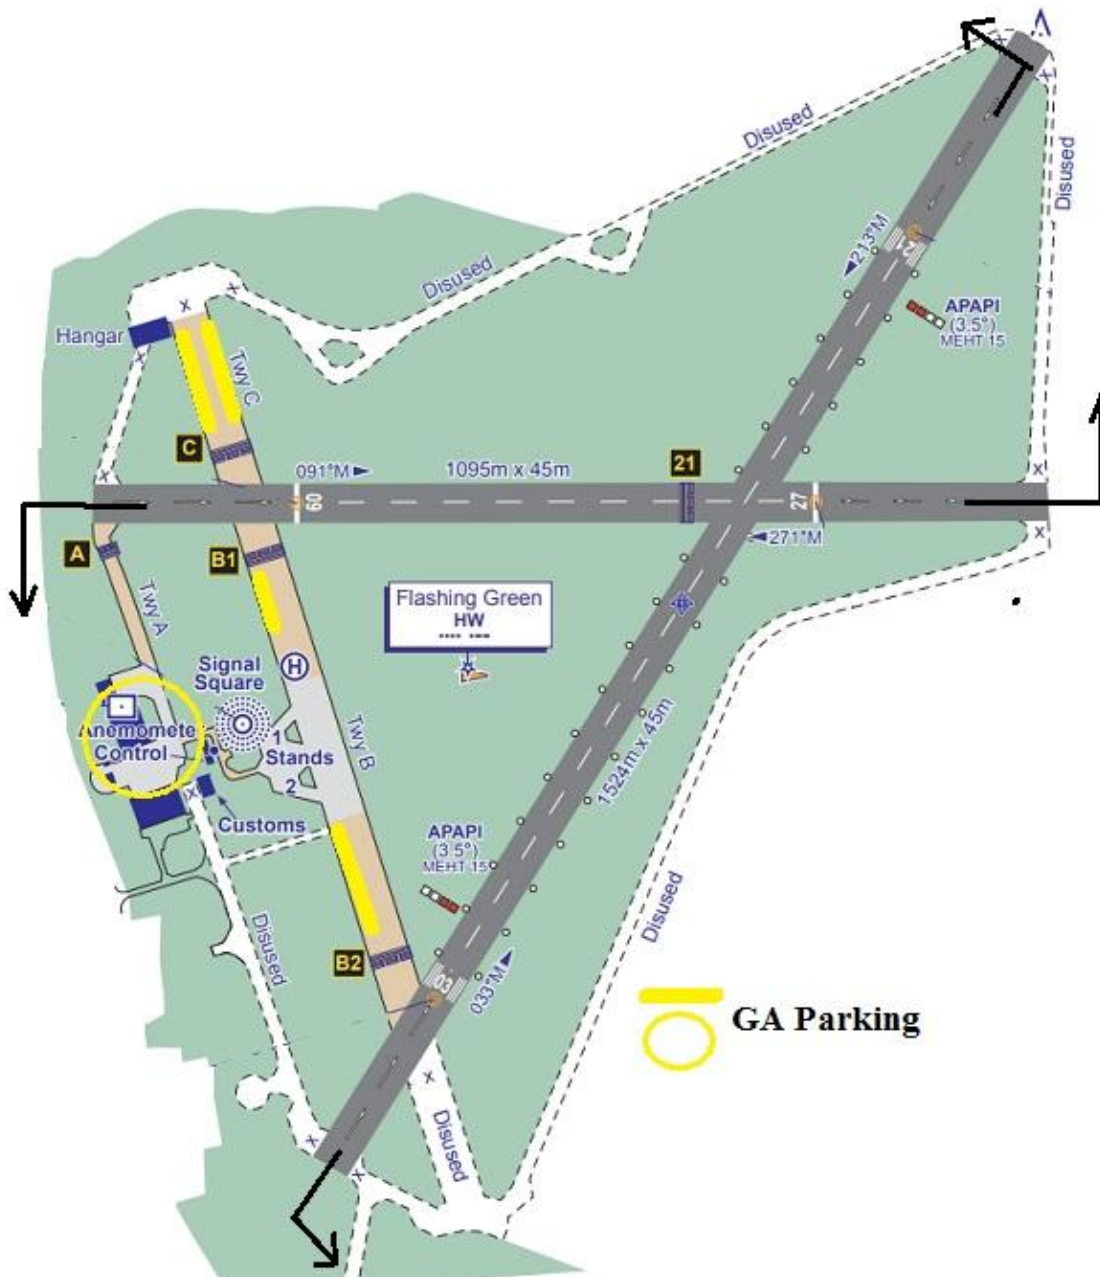 Disused
Disused
213°M
21
APAPI
(3.5°)
MEHT 15
Disused
Hangar
Twy C
C
091°M
1095m x 45m
21
09
27
271°M
A
B1
Twy A
Flashing Green
HW
.... .--
Signal
Square
H
Anemometer
Control
1
Stands
2
Twy B
1524m x 45m
Customs
APAPI
(3.5°)
MEHT 15
Disused
Disused
B2
03
033°M
GA Parking
Disused
x
x
x
x
x
x
x
x
x
x
x
x